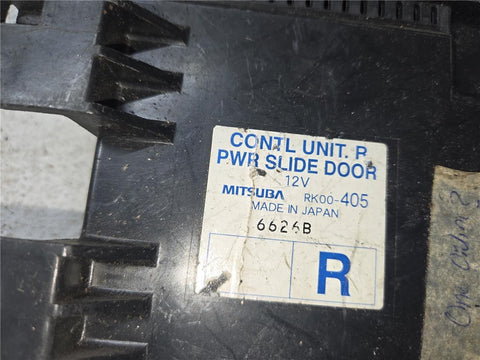 CONTL UNIT. R
PWR SLIDE DOOR
12V
MITSUBA RK00-405
MADE IN JAPAN
6626B
R